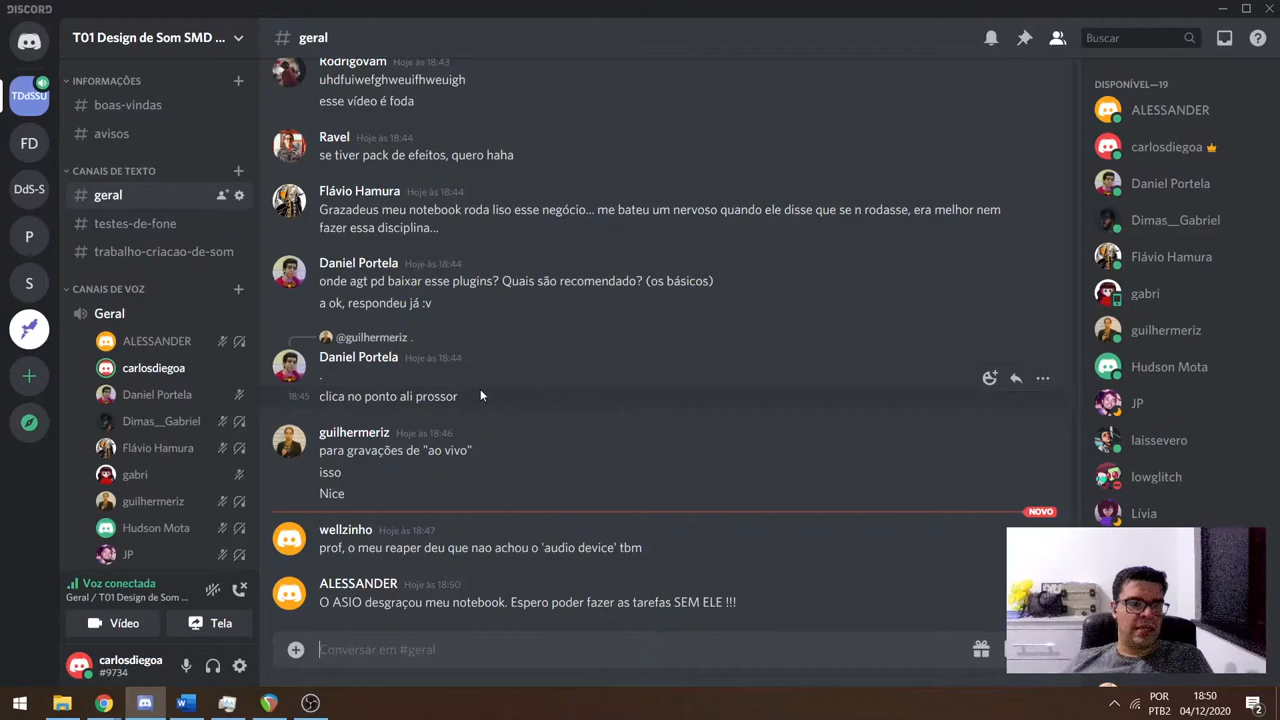 DISCORD
T01 Design de Som SMD ...
TDdSSU
FD
DdS-S
P
S
INFORMAÇÕES
boas-vindas
avisos
CANAIS DE TEXTO
geral
testes-de-fone
trabalho-criacao-de-som
CANAIS DE VOZ
Geral
ALESSANDER
carlosdiegoa
Daniel Portela
Dimas__Gabriel
Flávio Hamura
gabri
guilhermeriz
Hudson Mota
JP
Voz conectada
Geral / T01 Design de Som ...
Vídeo
Tela
carlosdiegoa
#9734
# geral
Buscar
Rodrigovam Hoje às 18:43
uhdfuiwefghweuifhweuigh
esse vídeo é foda
Ravel Hoje às 18:44
se tiver pack de efeitos, quero haha
Flávio Hamura Hoje às 18:44
Grazadeus meu notebook roda liso esse negócio... me bateu um nervoso quando ele disse que se n rodasse, era melhor nem
fazer essa disciplina...
Daniel Portela Hoje às 18:44
onde agt pd baixar esse plugins? Quais são recomendado? (os básicos)
a ok, respondeu já :v
@guilhermeriz .
Daniel Portela Hoje às 18:44
.
18:45 clica no ponto ali prossor
guilhermeriz Hoje às 18:46
para gravações de "ao vivo"
isso
Nice
NOVO
wellzinho Hoje às 18:47
prof, o meu reaper deu que nao achou o 'audio device' tbm
ALESSANDER Hoje às 18:50
O ASIO desgraçou meu notebook. Espero poder fazer as tarefas SEM ELE !!!
Conversar em #geral
DISPONÍVEL—19
ALESSANDER
carlosdiegoa
Daniel Portela
Dimas__Gabriel
Flávio Hamura
gabri
guilhermeriz
Hudson Mota
JP
laissevero
lowglitch
Lívia
POR
PTB2
18:50
04/12/2020
2